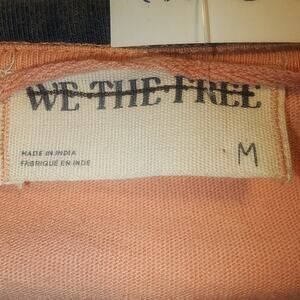 WE THE FREE
MADE IN INDIA
FABRIQUÉ EN INDE
M